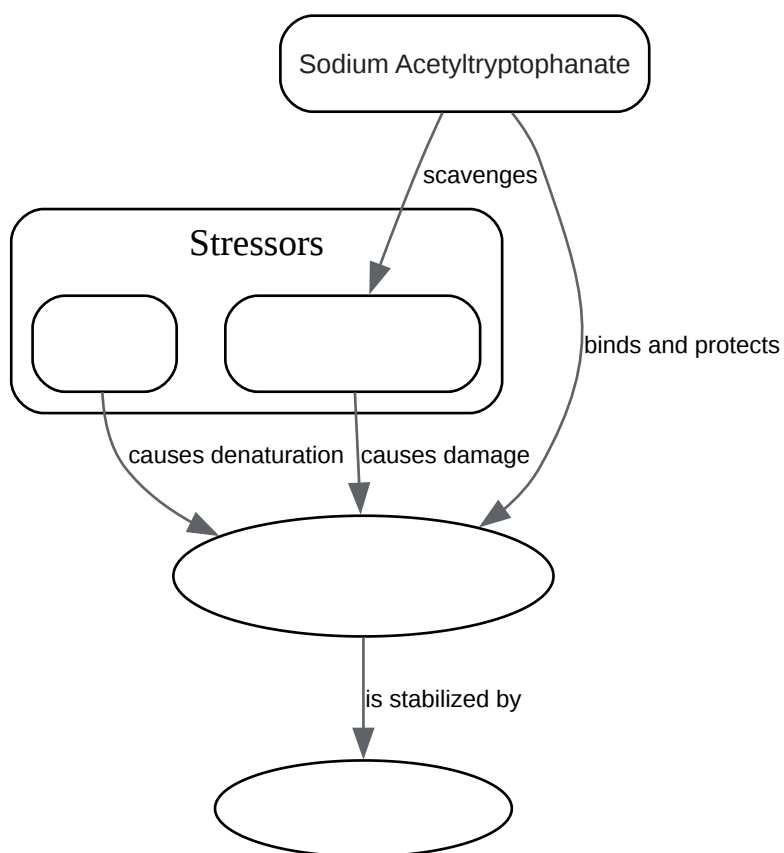 Sodium Acetyltryptophanate
scavenges
Stressors
binds and protects
causes denaturation
causes damage
is stabilized by